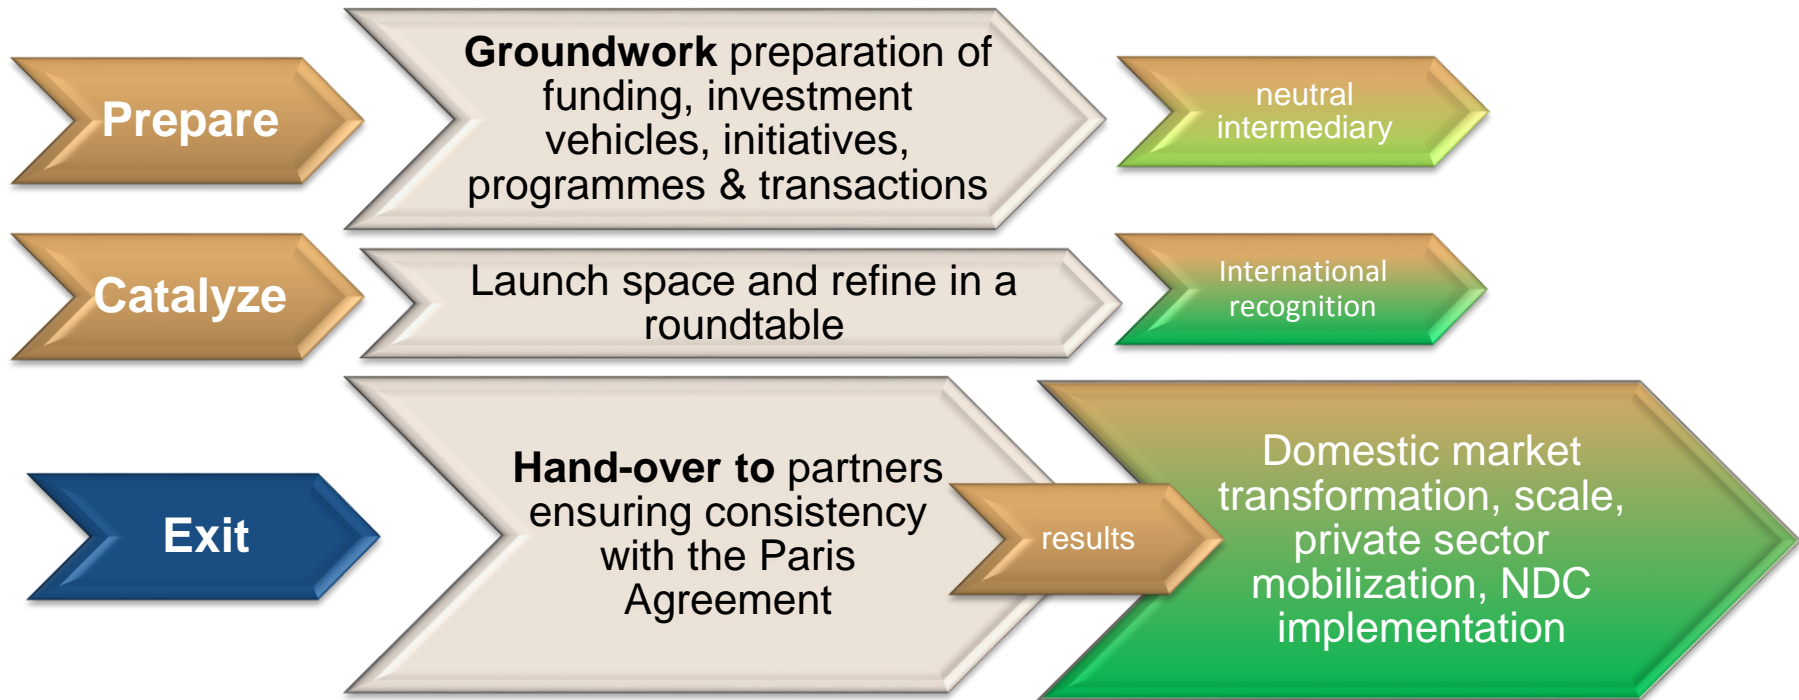 Prepare
Groundwork preparation of
funding, investment
vehicles, initiatives,
programmes & transactions
neutral
intermediary
Catalyze
Launch space and refine in a
roundtable
International
recognition
Exit
Hand-over to partners
ensuring consistency
with the Paris
Agreement
results
Domestic market
transformation, scale,
private sector
mobilization, NDC
implementation